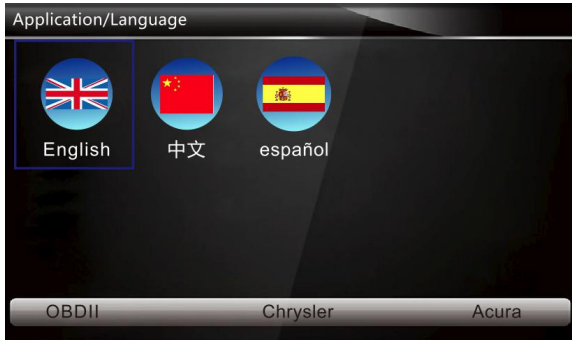 Application/Language
English 中文 español
OBDII Chrysler Acura